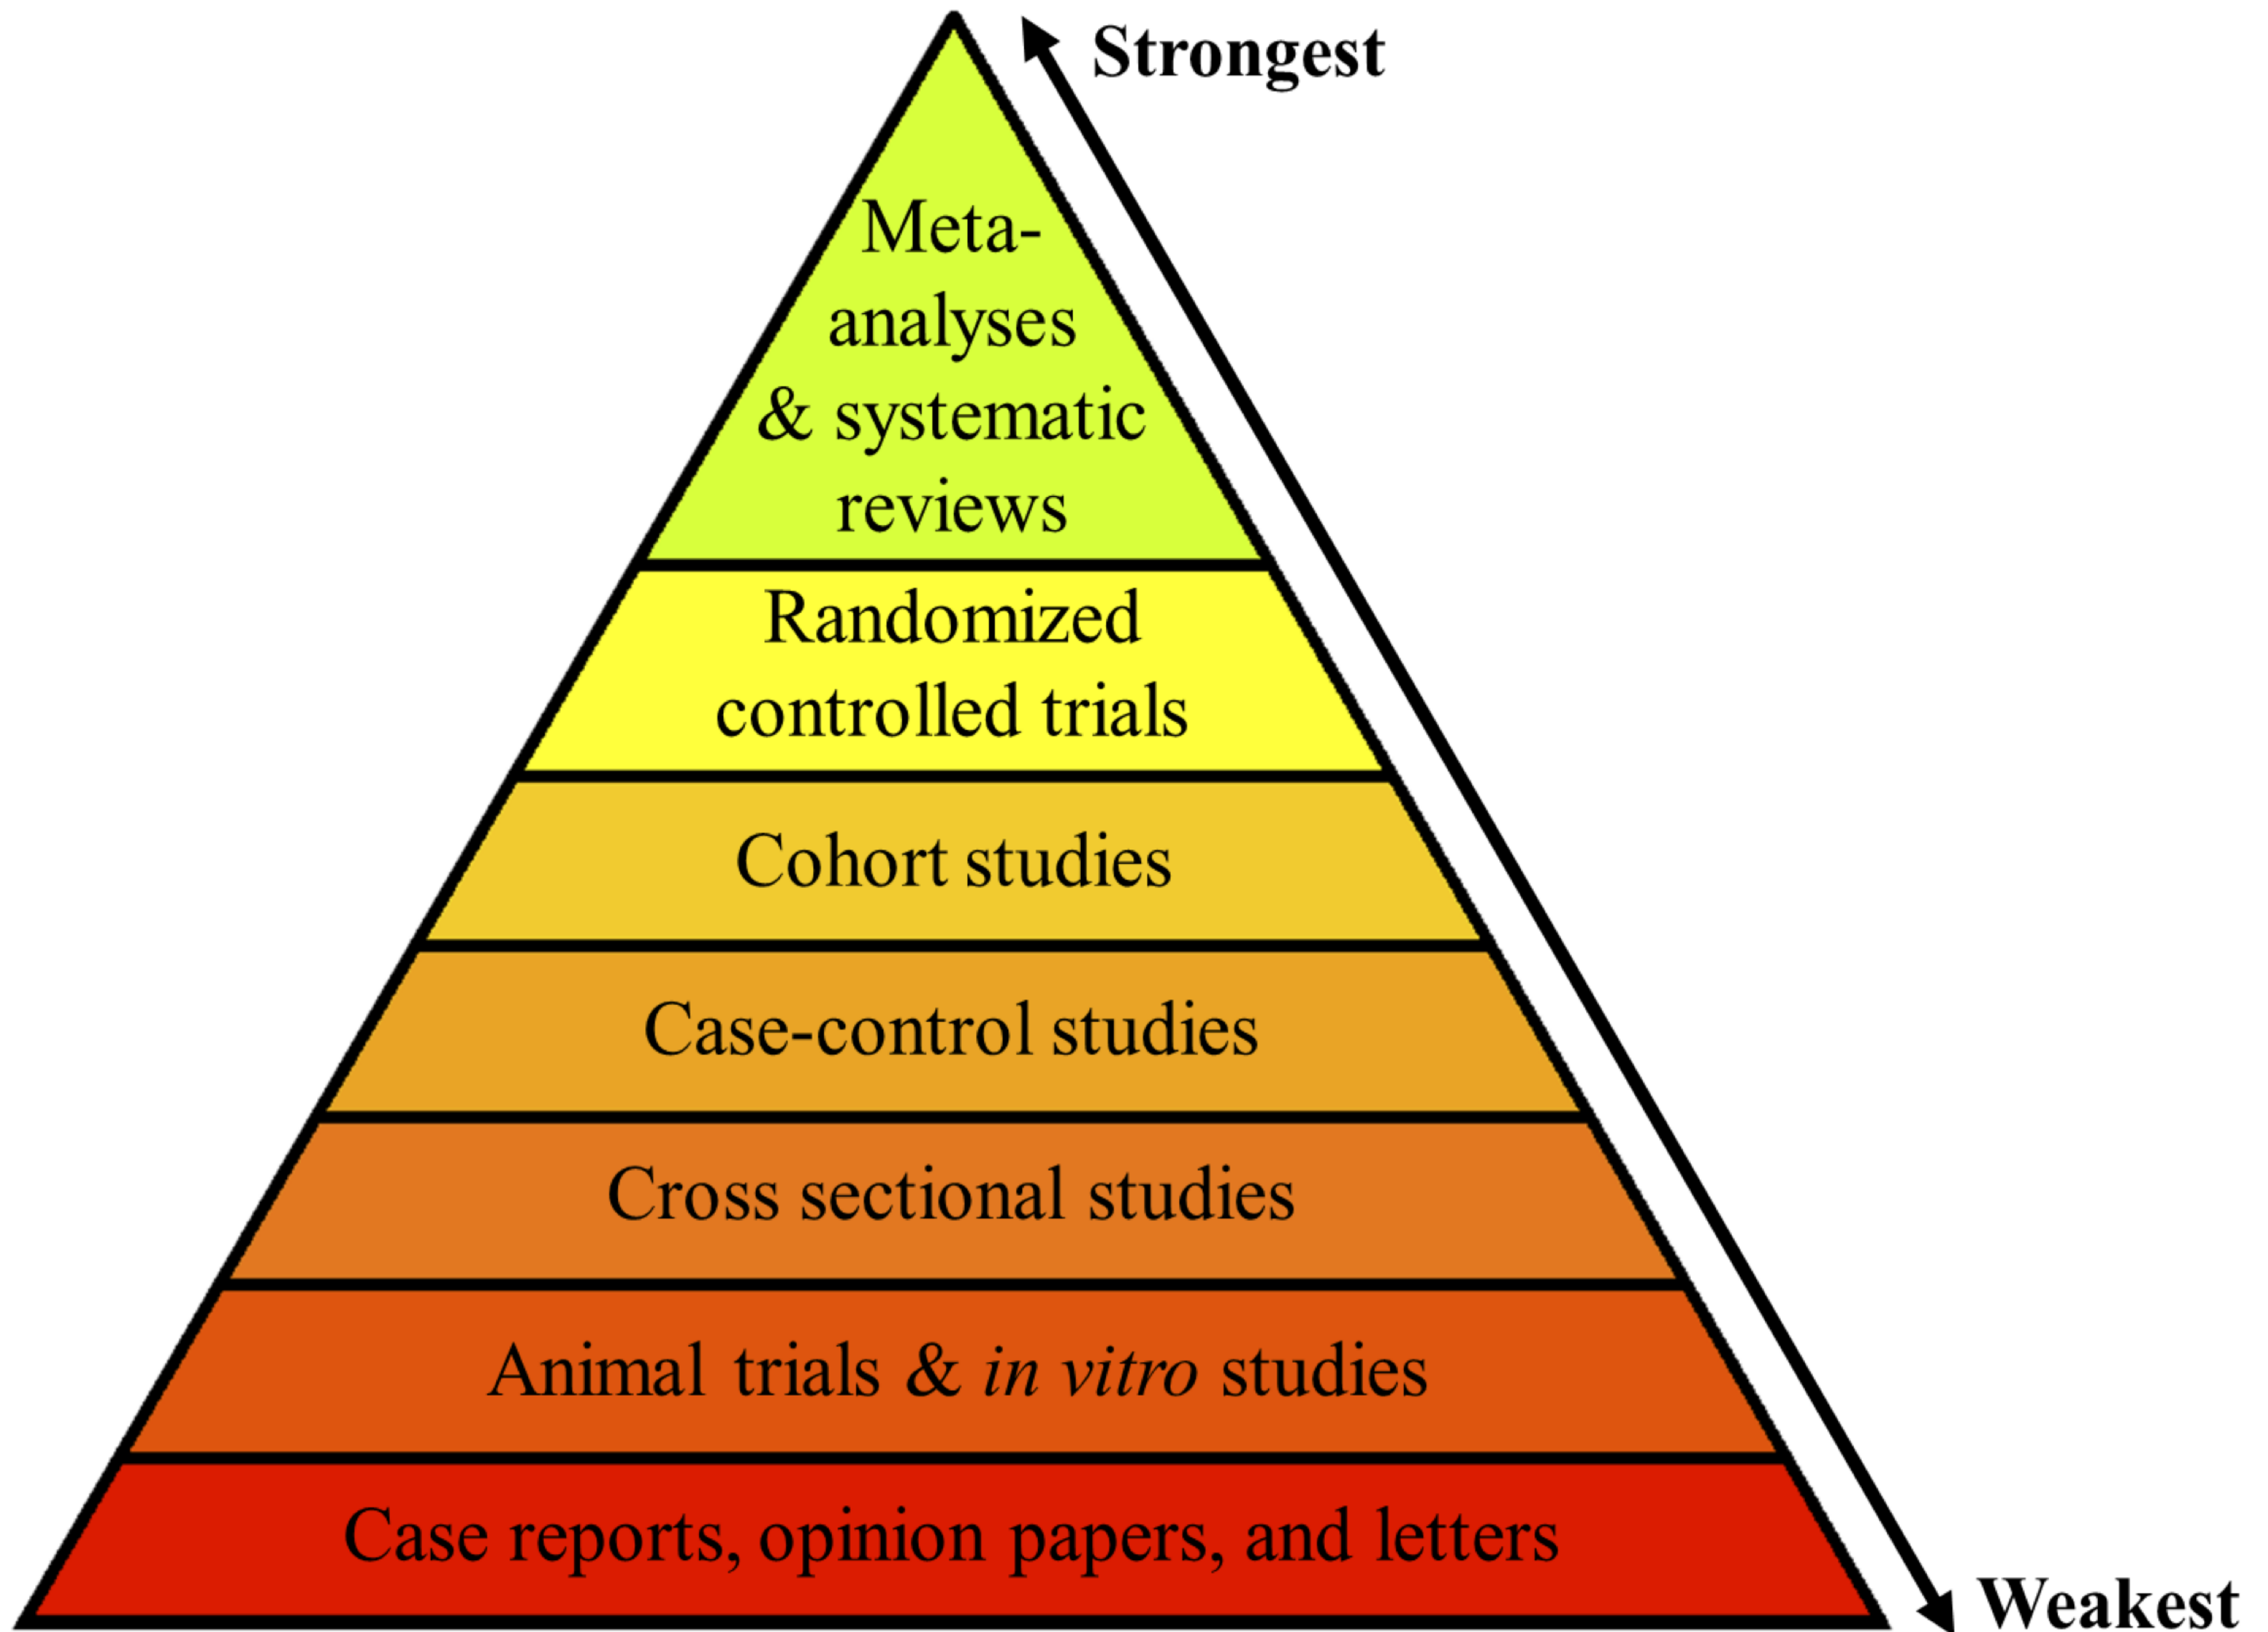 Strongest
Meta-
analyses
& systematic
reviews
Randomized
controlled trials
Cohort studies
Case-control studies
Cross sectional studies
Animal trials & in vitro studies
Case reports, opinion papers, and letters
Weakest